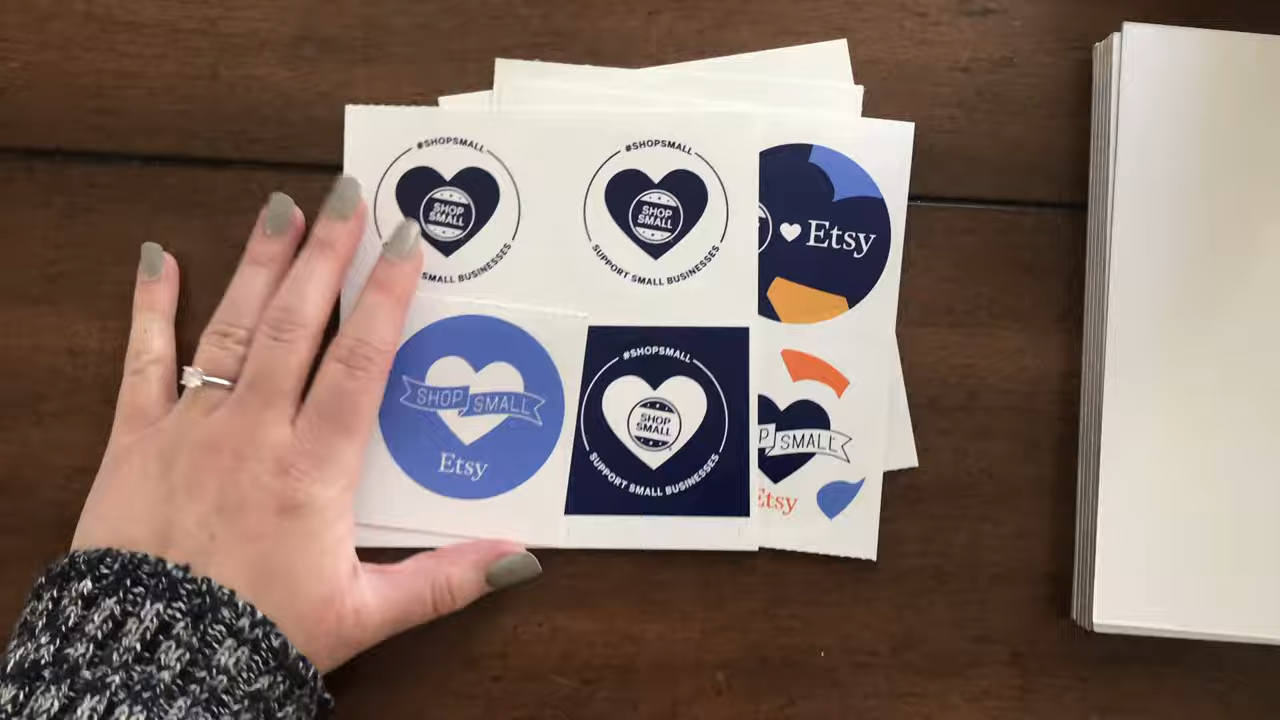 #SHOPSMALL
SHOP
SMALL
SMALL BUSINESSES
#SHOPSMALL
SHOP
SMALL
SUPPORT SMALL BUSINESSES
Etsy
SHOP SMALL
Etsy
#SHOPSMALL
SHOP
SMALL
SUPPORT SMALL BUSINESSES
P SMALL
Etsy